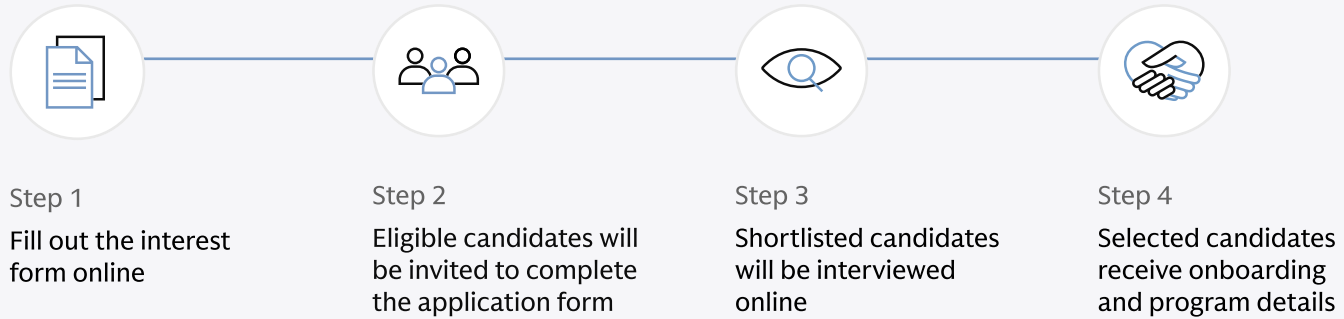 Step 1
Fill out the interest
form online
Step 2
Eligible candidates will
be invited to complete
the application form
Step 3
Shortlisted candidates
will be interviewed
online
Step 4
Selected candidates
receive onboarding
and program details